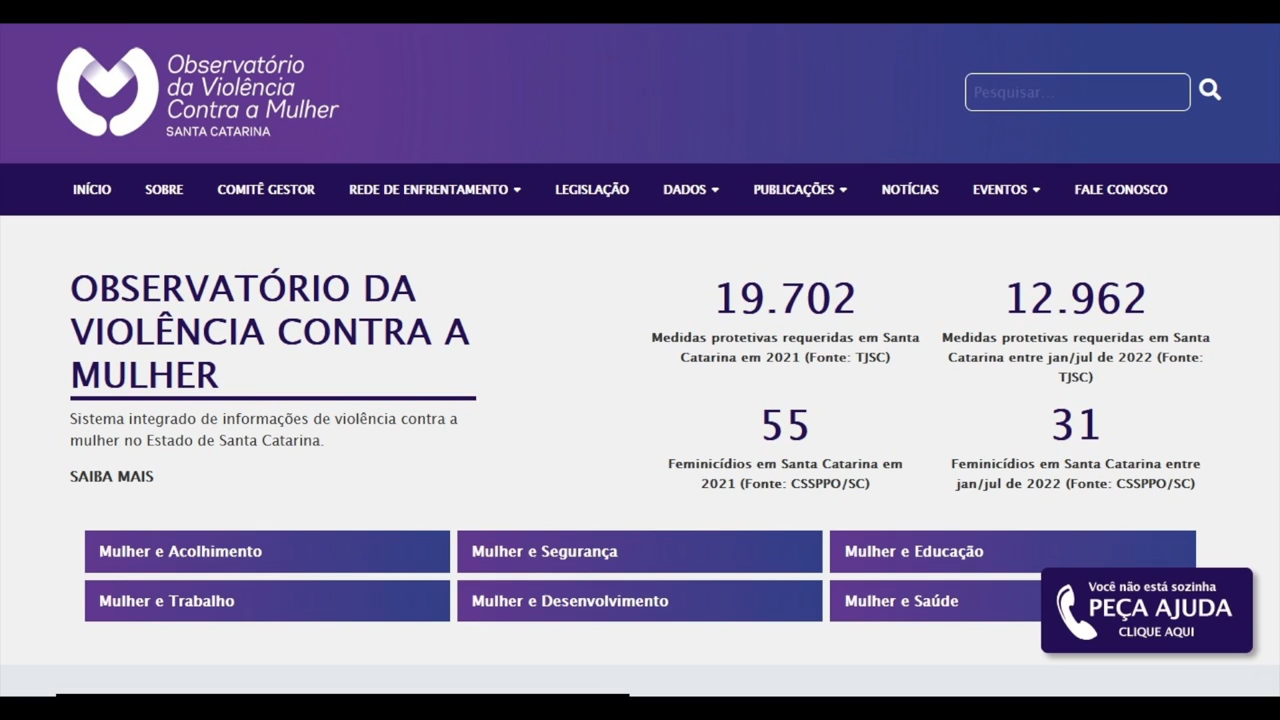 Observatório
da Violência
Contra a Mulher
SANTA CATARINA
Pesquisar...
INÍCIO SOBRE COMITÊ GESTOR REDE DE ENFRENTAMENTO LEGISLAÇÃO DADOS PUBLICAÇÕES NOTÍCIAS EVENTOS FALE CONOSCO
OBSERVATÓRIO DA
VIOLÊNCIA CONTRA A
MULHER
Sistema integrado de informações de violência contra a
mulher no Estado de Santa Catarina.
SAIBA MAIS
19.702
Medidas protetivas requeridas em Santa
Catarina em 2021 (Fonte: TJSC)
12.962
Medidas protetivas requeridas em Santa
Catarina entre jan/jul de 2022 (Fonte:
TJSC)
55
Feminicídios em Santa Catarina em
2021 (Fonte: CSSPPO/SC)
31
Feminicídios em Santa Catarina entre
jan/jul de 2022 (Fonte: CSSPPO/SC)
Mulher e Acolhimento
Mulher e Segurança
Mulher e Educação
Mulher e Trabalho
Mulher e Desenvolvimento
Mulher e Saúde
Você não está sozinha
PEÇA AJUDA
CLIQUE AQUI